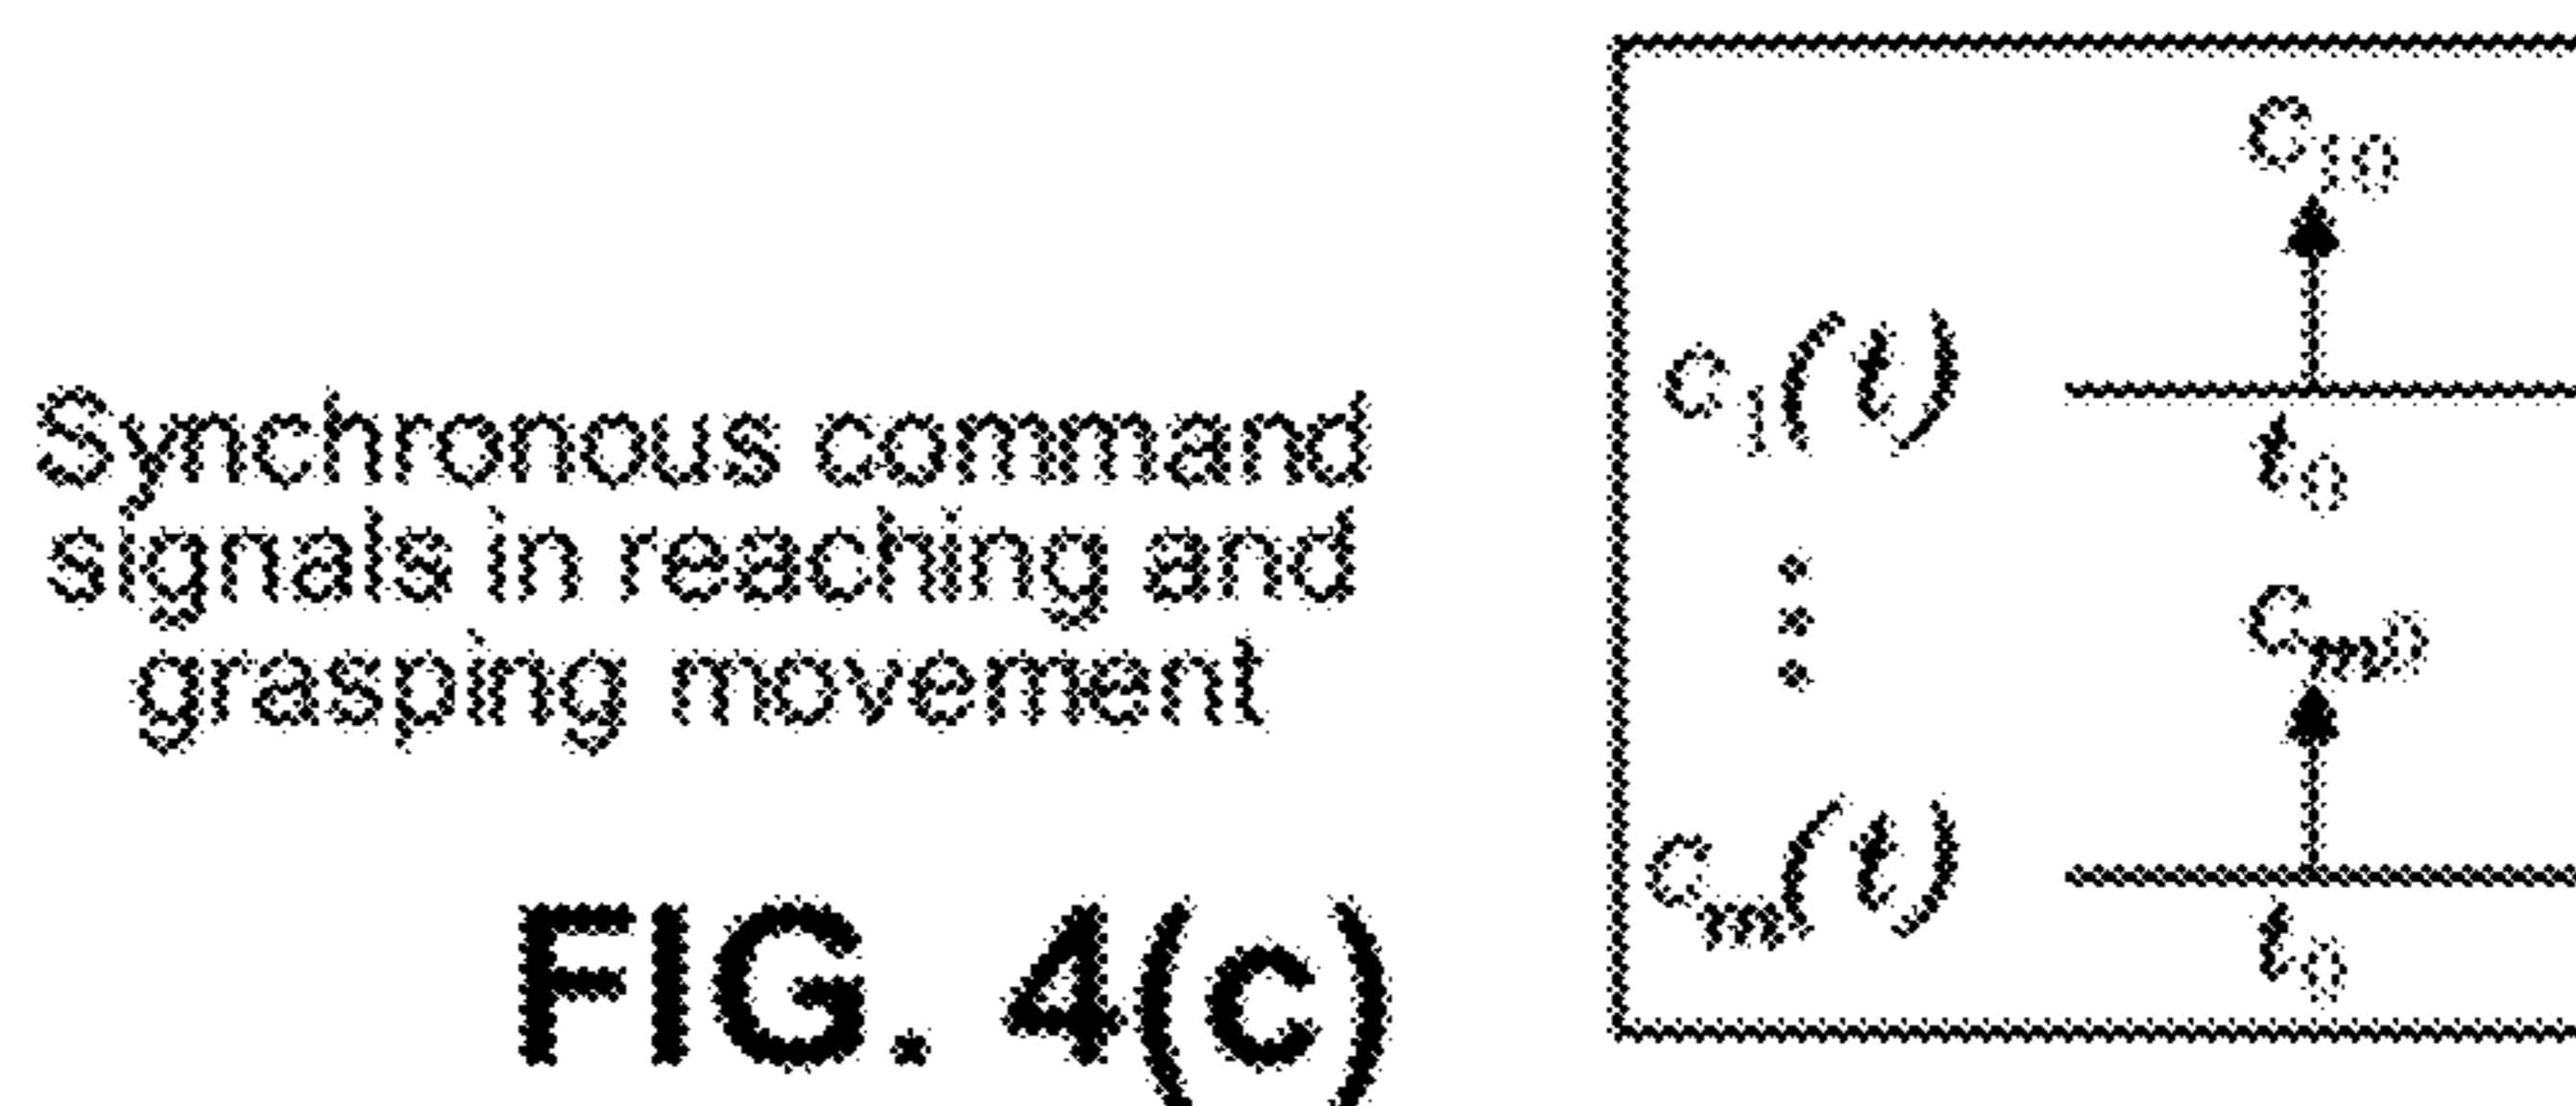 Synchronous command
signals in reaching and
grasping movement
FIG. 4(c)
c₁₀
c₁(t)
t₀
cₘ₀
cₘ(t)
t₀